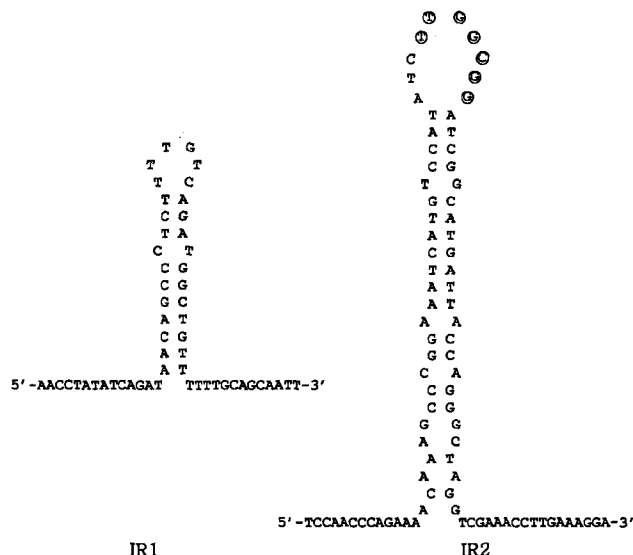 T G
T T
T C
T A
C G
T A
C T
C G
C G
G C
A T
C G
A T
A T
5'-AACCTATATCAGAT TTTTGCAGCAATT-3'
IR1
T G
T G
C C
T G
A G
T A
A T
C C
C G
T G
G C
T A
A T
C G
T A
A T
A T
A A
G C
G C
C A
C G
C G
G G
A C
A T
A A
C G
A G
5'-TCCAACCCAGAAA TCGAAACCTTGAAAGGA-3'
IR2